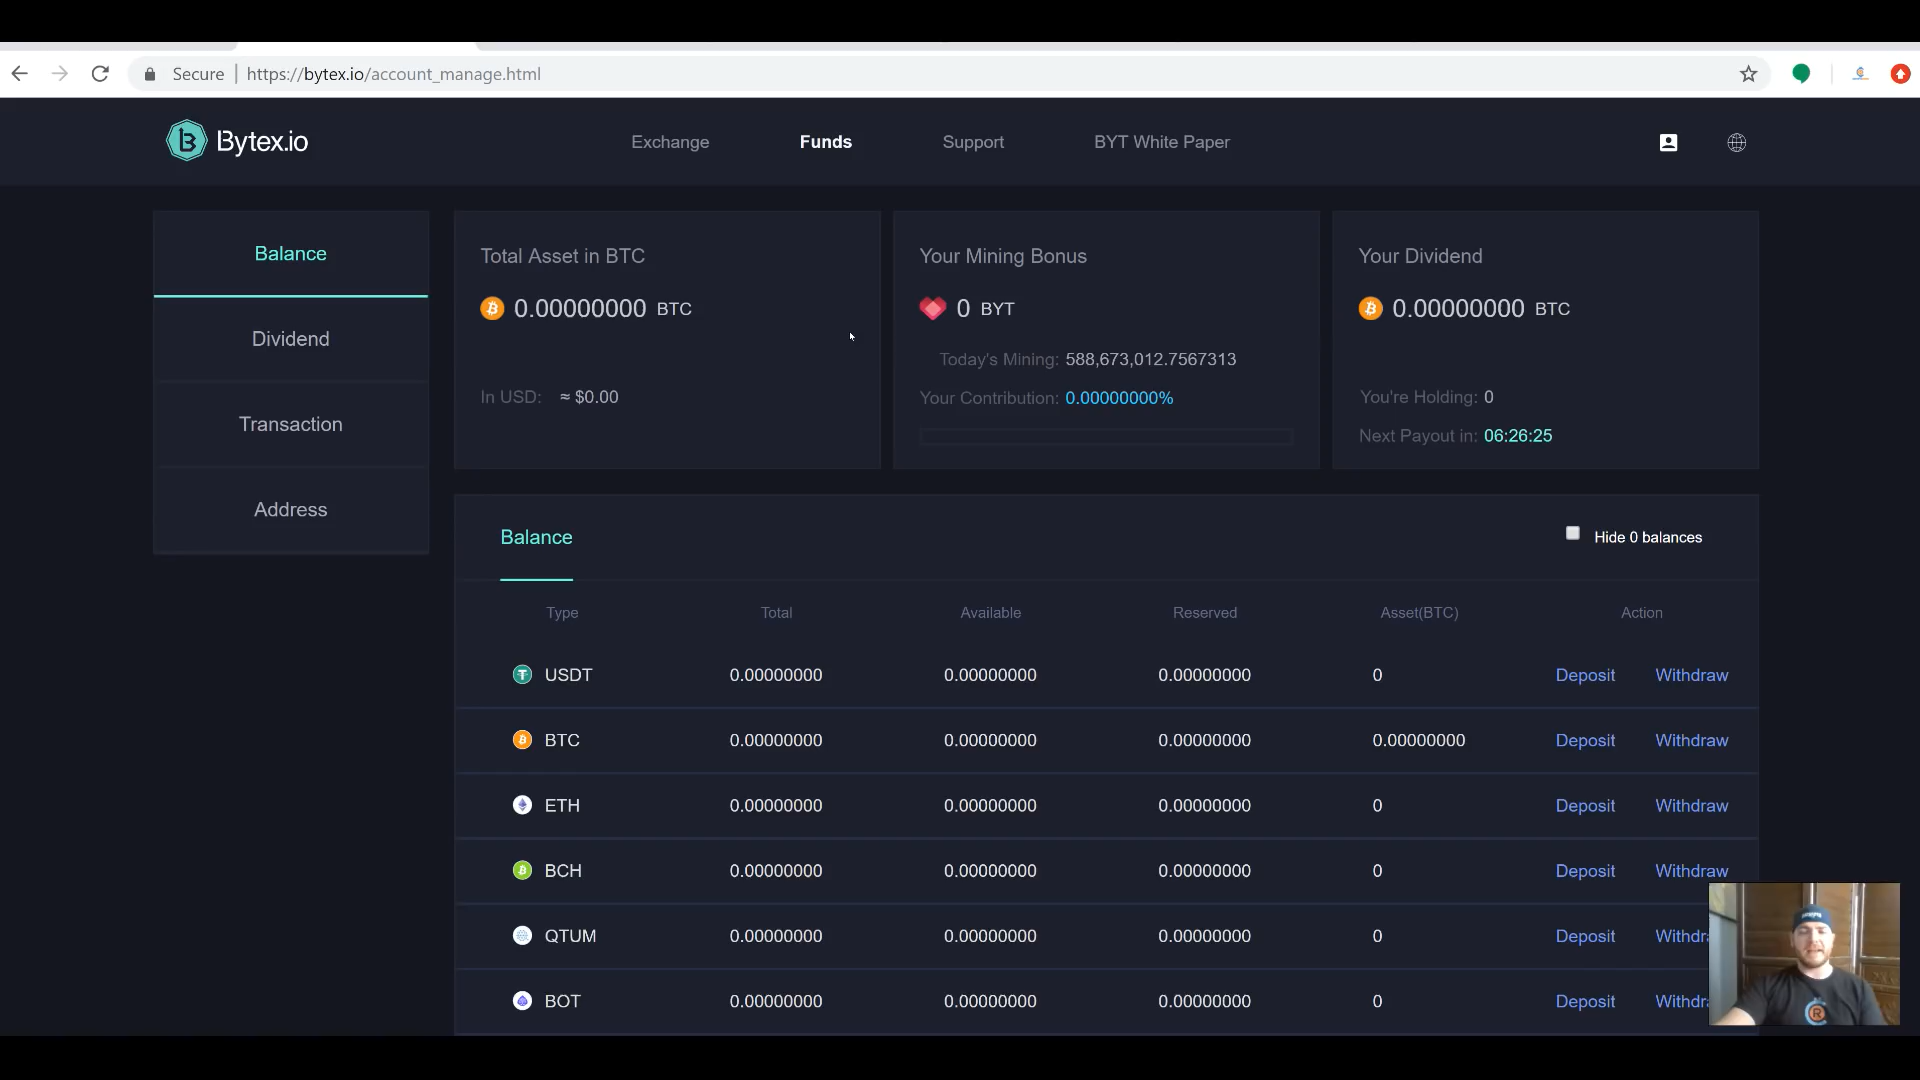 Secure https://bytex.io/account_manage.html
Bytex.io Exchange Funds Support BYT White Paper
Balance
Dividend
Transaction
Address
Total Asset in BTC
0.00000000 BTC
In USD: ≈ $0.00
Your Mining Bonus
0 BYT
Today's Mining: 588,673,012.7567313
Your Contribution: 0.00000000%
Your Dividend
0.00000000 BTC
You're Holding: 0
Next Payout in: 06:26:25
Balance Hide 0 balances
Type Total Available Reserved Asset(BTC) Action
USDT 0.00000000 0.00000000 0.00000000 0 Deposit Withdraw
BTC 0.00000000 0.00000000 0.00000000 0.00000000 Deposit Withdraw
ETH 0.00000000 0.00000000 0.00000000 0 Deposit Withdraw
BCH 0.00000000 0.00000000 0.00000000 0 Deposit Withdraw
QTUM 0.00000000 0.00000000 0.00000000 0 Deposit
BOT 0.00000000 0.00000000 0.00000000 0 Deposit